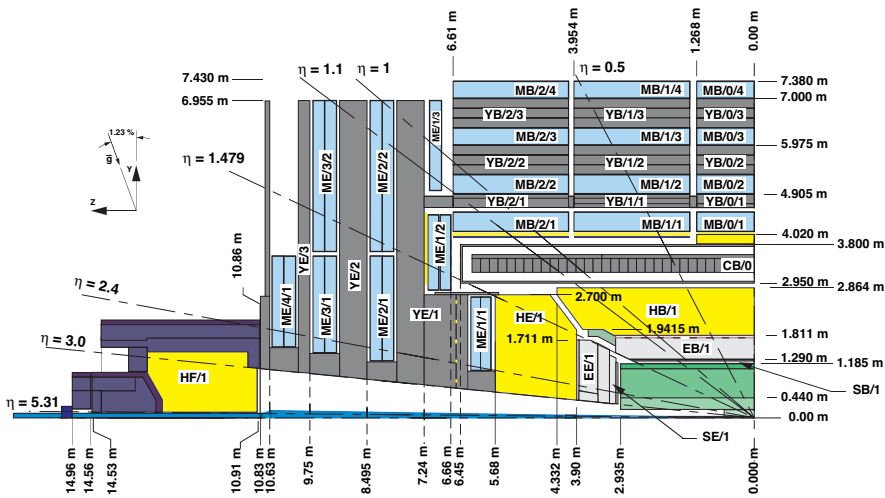 6.61 m
3.954 m
1.268 m
0.00 m
η = 1.1
η = 1
η = 0.5
7.430 m
6.955 m
MB/2/4
MB/1/4
MB/0/4
7.380 m
7.000 m
YB/2/3
YB/1/3
YB/0/3
ME/1/3
1.23 %
g
Y
Z
η = 1.479
ME/3/2
ME/2/2
MB/2/3
MB/1/3
MB/0/3
5.975 m
YB/2/2
YB/1/2
YB/0/2
MB/2/2
MB/1/2
MB/0/2
4.905 m
YB/2/1
YB/1/1
YB/0/1
MB/2/1
MB/1/1
MB/0/1
4.020 m
3.800 m
YE/3
YE/2
ME/1/2
10.86 m
CB/0
2.950 m
2.864 m
η = 2.4
ME/4/1
ME/3/1
ME/2/1
YE/1
ME/1/1
HE/1
2.700 m
HB/1
1.9415 m
1.711 m
1.811 m
η = 3.0
EB/1
1.290 m
1.185 m
HF/1
EE/1
SB/1
η = 5.31
0.440 m
0.00 m
SE/1
14.96 m
14.56 m
14.53 m
10.91 m
10.83 m
10.63 m
9.75 m
8.495 m
7.24 m
6.66 m
6.45 m
5.68 m
4.332 m
3.90 m
2.935 m
0.000 m